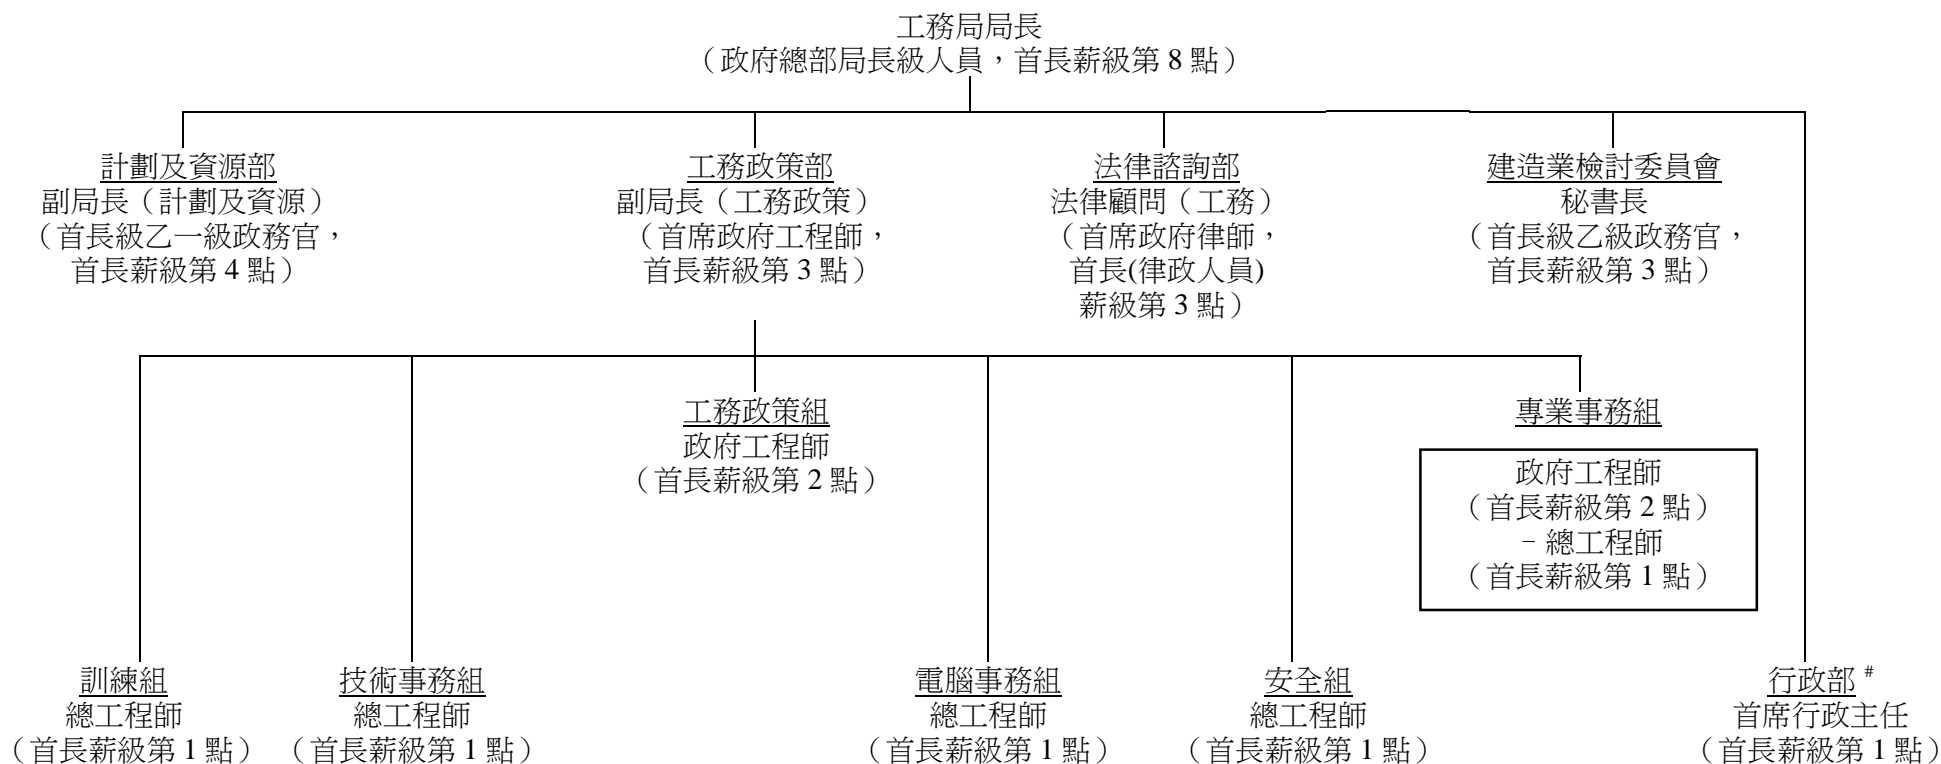 工務局局長
（政府總部局長級人員，首長薪級第 8 點）
計劃及資源部
副局長（計劃及資源）
（首長級乙一級政務官，
首長薪級第 4 點）
工務政策部
副局長（工務政策）
（首席政府工程師，
首長薪級第 3 點）
法律諮詢部
法律顧問（工務）
（首席政府律師，
首長(律政人員)
薪級第 3 點）
建造業檢討委員會
秘書長
（首長級乙級政務官，
首長薪級第 3 點）
工務政策組
政府工程師
（首長薪級第 2 點）
專業事務組
政府工程師
（首長薪級第 2 點）
– 總工程師
（首長薪級第 1 點）
訓練組
總工程師
（首長薪級第 1 點）
技術事務組
總工程師
（首長薪級第 1 點）
電腦事務組
總工程師
（首長薪級第 1 點）
安全組
總工程師
（首長薪級第 1 點）
行政部 #
首席行政主任
（首長薪級第 1 點）